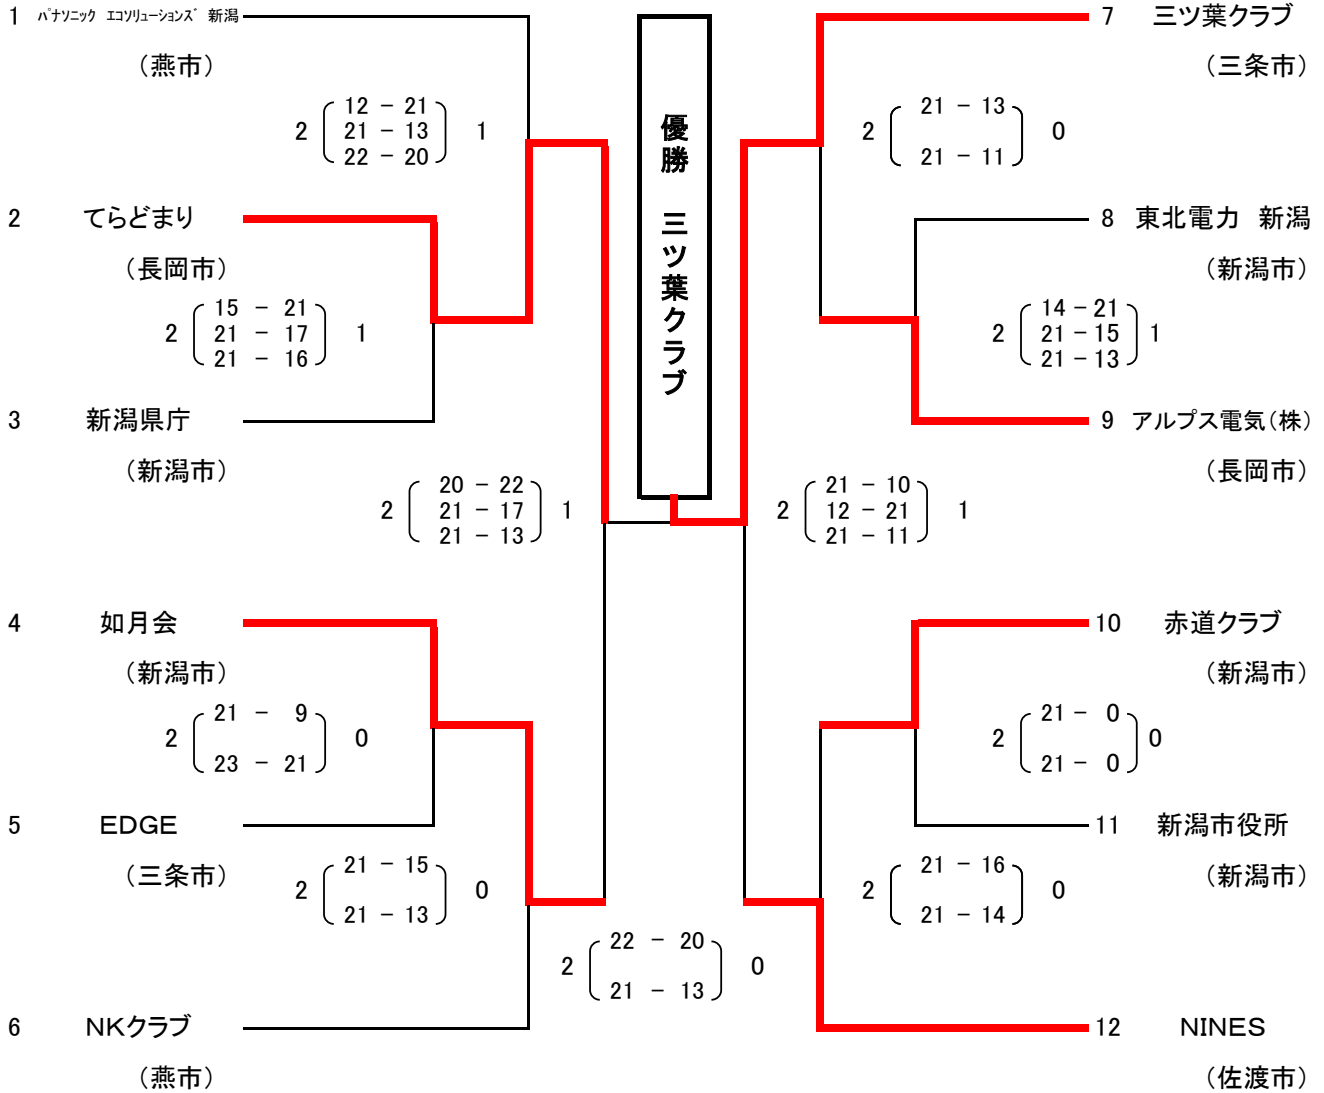 1 パナソニック エコソリューションズ 新潟
(燕市)
2 12 - 21 1
21 - 13
22 - 20
2 てらどまり
(長岡市)
2 15 - 21 1
21 - 17
21 - 16
3 新潟県庁
(新潟市)
2 20 - 22 1
21 - 17
21 - 13
4 如月会
(新潟市)
2 21 - 9 0
23 - 21
5 EDGE
(三条市)
2 21 - 15 0
21 - 13
6 NKクラブ
(燕市)
優勝 三ツ葉クラブ
2 22 - 20 0
21 - 13
7 三ツ葉クラブ
(三条市)
2 21 - 13 0
21 - 11
8 東北電力 新潟
(新潟市)
2 14 - 21 1
21 - 15
21 - 13
9 アルプス電気(株)
(長岡市)
2 21 - 10 1
12 - 21
21 - 11
10 赤道クラブ
(新潟市)
2 21 - 0 0
21 - 0
11 新潟市役所
(新潟市)
2 21 - 16 0
21 - 14
12 NINES
(佐渡市)